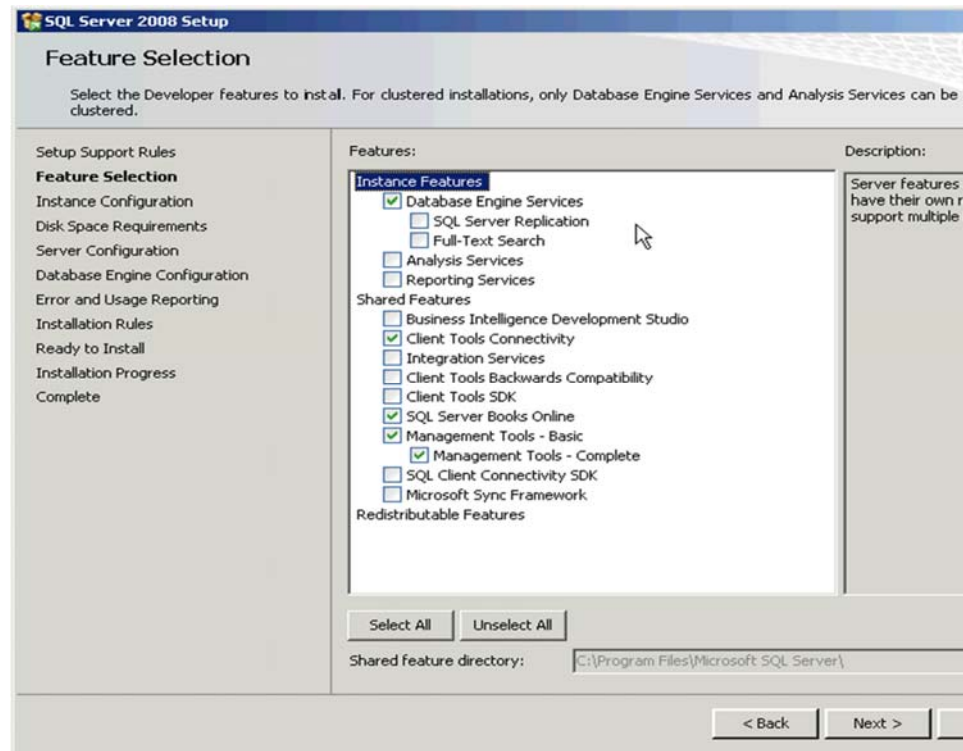 SQL Server 2008 Setup
Feature Selection
Select the Developer features to instal. For clustered installations, only Database Engine Services and Analysis Services can be
clustered.
Setup Support Rules
Feature Selection
Instance Configuration
Disk Space Requirements
Server Configuration
Database Engine Configuration
Error and Usage Reporting
Installation Rules
Ready to Install
Installation Progress
Complete
Features:
Instance Features
Database Engine Services
SQL Server Replication
Full-Text Search
Analysis Services
Reporting Services
Shared Features
Business Intelligence Development Studio
Client Tools Connectivity
Integration Services
Client Tools Backwards Compatibility
Client Tools SDK
SQL Server Books Online
Management Tools - Basic
Management Tools - Complete
SQL Client Connectivity SDK
Microsoft Sync Framework
Redistributable Features
Description:
Server features
have their own r
support multiple
Select All
Unselect All
Shared feature directory:
C:\Program Files\Microsoft SQL Server\
< Back
Next >